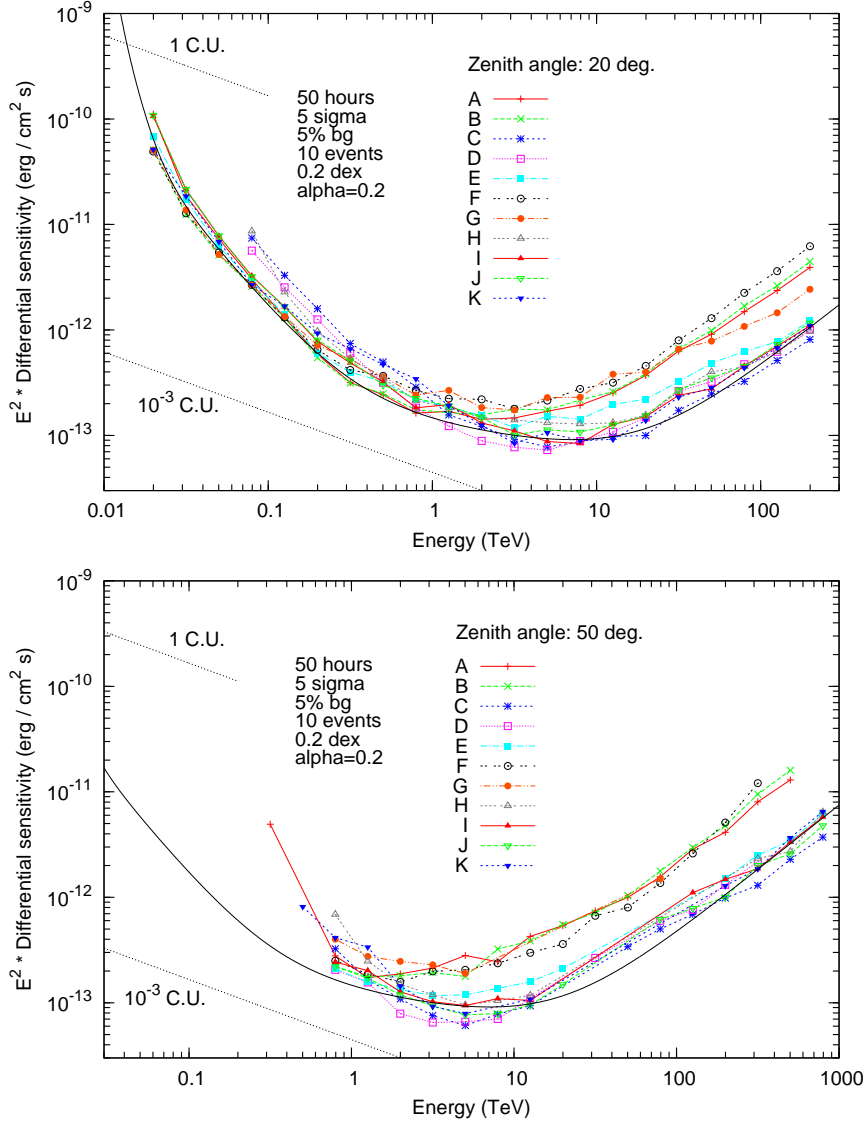 10^-9
10^-10
10^-11
10^-12
10^-13
E^2 * Differential sensitivity (erg / cm^2 s)
1 C.U.
10^-3 C.U.
50 hours
5 sigma
5% bg
10 events
0.2 dex
alpha=0.2
Zenith angle: 20 deg.
A
B
C
D
E
F
G
H
I
J
K
0.01 0.1 1 10 100
Energy (TeV)
10^-9
10^-10
10^-11
10^-12
10^-13
E^2 * Differential sensitivity (erg / cm^2 s)
1 C.U.
10^-3 C.U.
50 hours
5 sigma
5% bg
10 events
0.2 dex
alpha=0.2
Zenith angle: 50 deg.
A
B
C
D
E
F
G
H
I
J
K
0.1 1 10 100 1000
Energy (TeV)